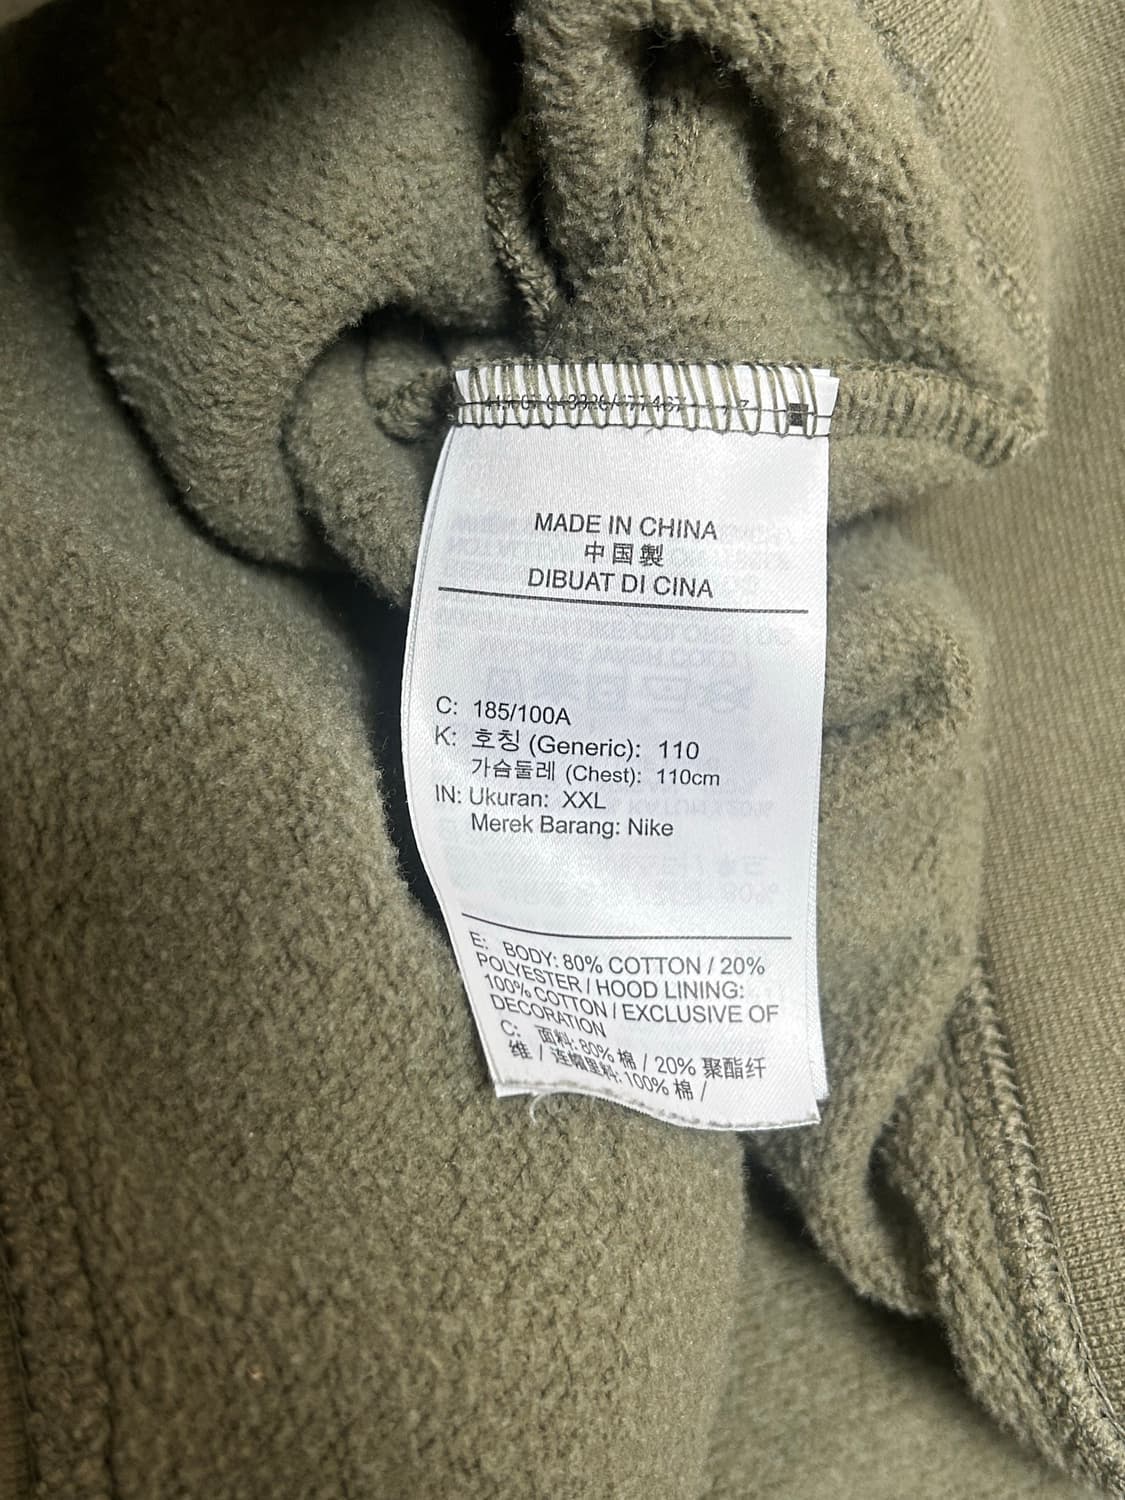 MADE IN CHINA
中国製
DIBUAT DI CINA
C: 185/100A
K: 호칭 (Generic): 110
가슴둘레 (Chest): 110cm
IN: Ukuran: XXL
Merek Barang: Nike
E: BODY: 80% COTTON / 20%
POLYESTER / HOOD LINING:
100% COTTON / EXCLUSIVE OF
DECORATION
C: 面料: 80% 棉 / 20% 聚酯纤
维 / 连帽里料: 100% 棉 /